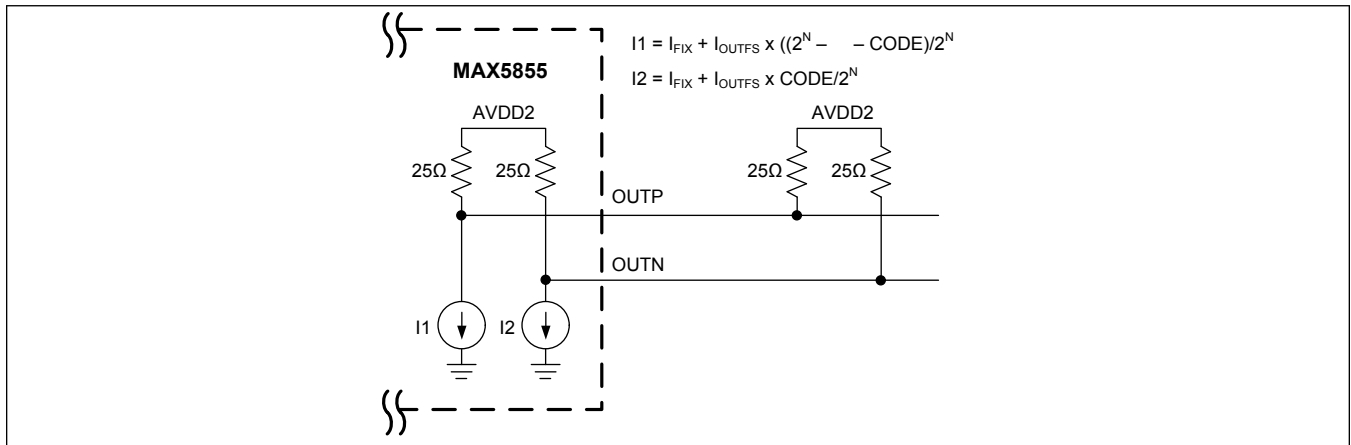 I1 = I_FIX + I_OUTFS x ((2^N – – CODE)/2^N
MAX5855
I2 = I_FIX + I_OUTFS x CODE/2^N
AVDD2
AVDD2
25Ω 25Ω
25Ω 25Ω
OUTP
OUTN
I1
I2